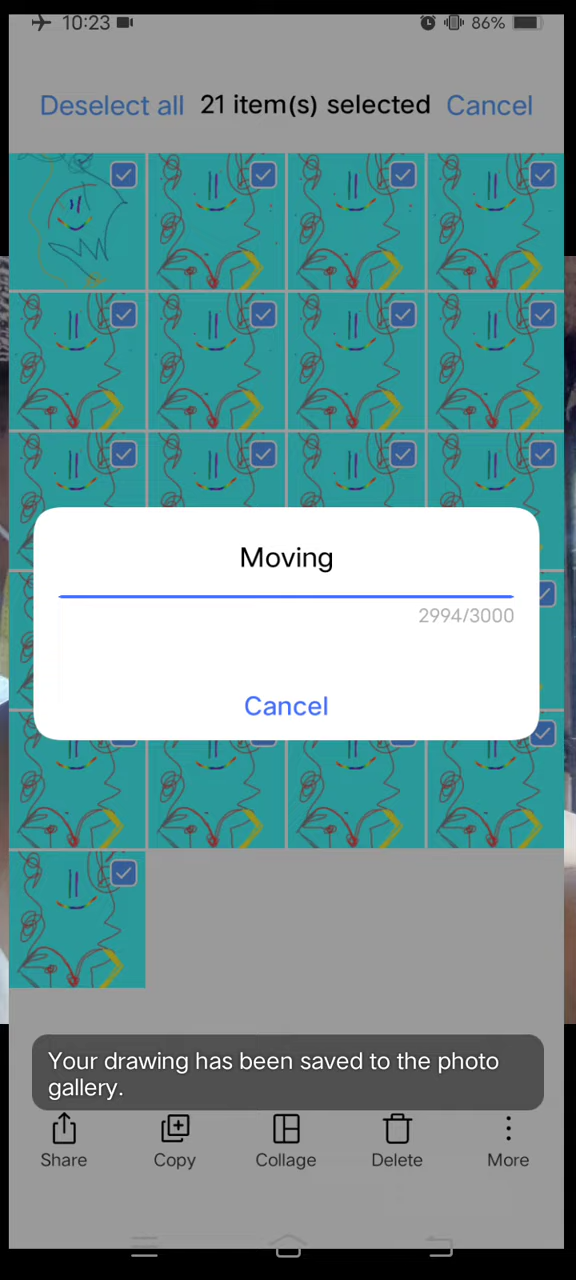 10:23 86%
Deselect all 21 item(s) selected Cancel
Moving
2994/3000
Cancel
Your drawing has been saved to the photo
gallery.
Share Copy Collage Delete More